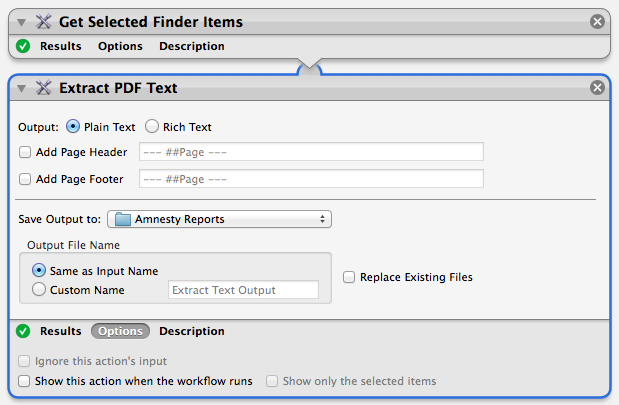 Get Selected Finder Items
Results Options Description
Extract PDF Text
Output: Plain Text Rich Text
Add Page Header --- ##Page ---
Add Page Footer --- ##Page ---
Save Output to: Amnesty Reports
Output File Name
Same as Input Name
Replace Existing Files
Custom Name Extract Text Output
Results Options Description
Ignore this action's input
Show this action when the workflow runs Show only the selected items